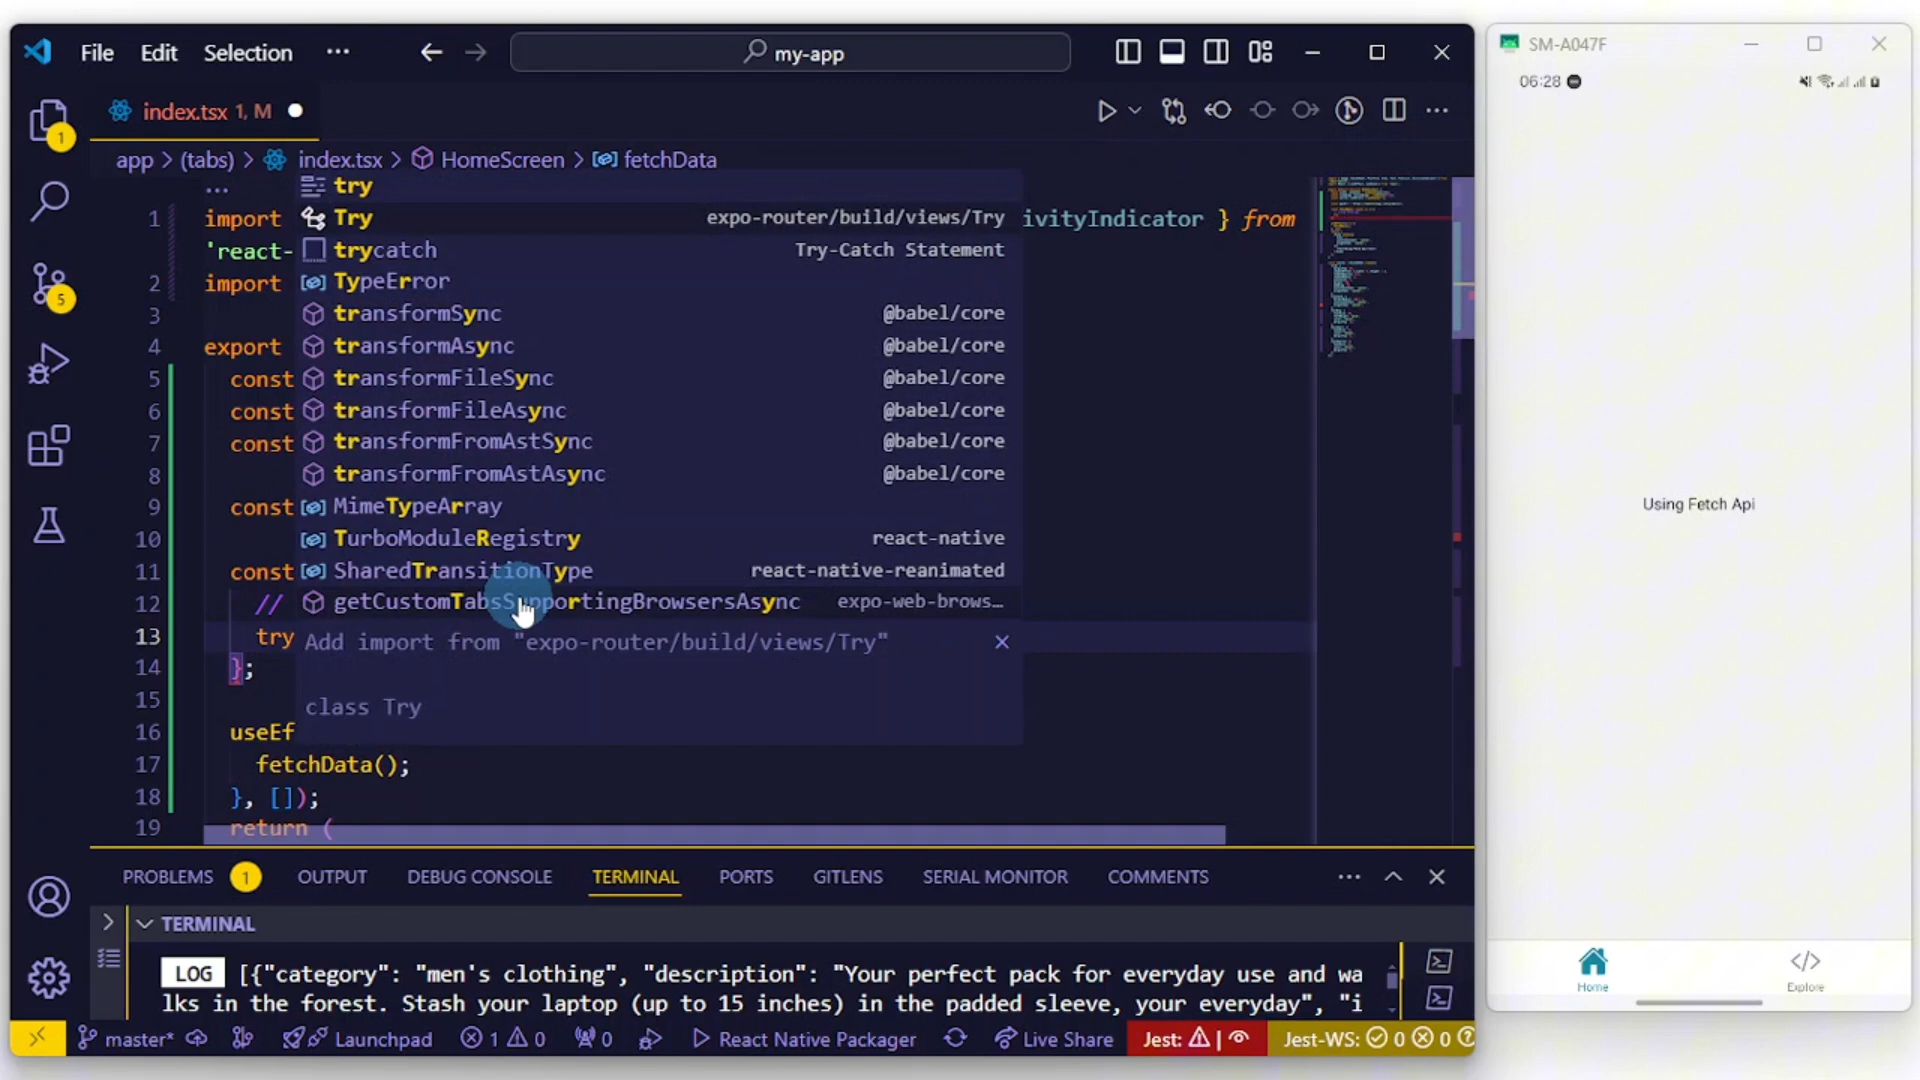 File Edit Selection ··· my-app
index.tsx 1, M
app > (tabs) > index.tsx > HomeScreen > fetchData
...
try
1 import Try expo-router/build/views/Try ivityIndicator } from
'react- trycatch Try-Catch Statement
2 import TypeError
3 transformSync @babel/core
4 export transformAsync @babel/core
5 const transformFileSync @babel/core
6 const transformFileAsync @babel/core
7 const transformFromAstSync @babel/core
8 transformFromAstAsync @babel/core
9 const MimeTypeArray
10 TurboModuleRegistry react-native
11 const SharedTransitionType react-native-reanimated
12 // getCustomTabsSupportingBrowsersAsync expo-web-brows…
13 try Add import from "expo-router/build/views/Try"
14 };
15 class Try
16 useEf
17 fetchData();
18 }, []);
19 return (
PROBLEMS 1 OUTPUT DEBUG CONSOLE TERMINAL PORTS GITLENS SERIAL MONITOR COMMENTS
TERMINAL
LOG [{"category": "men's clothing", "description": "Your perfect pack for everyday use and wa
lks in the forest. Stash your laptop (up to 15 inches) in the padded sleeve, your everyday", "i
master* Launchpad 1 0 0 React Native Packager Live Share Jest: | Jest-WS: 0 0
1
5
SM-A047F
06:28
Using Fetch Api
Home Explore